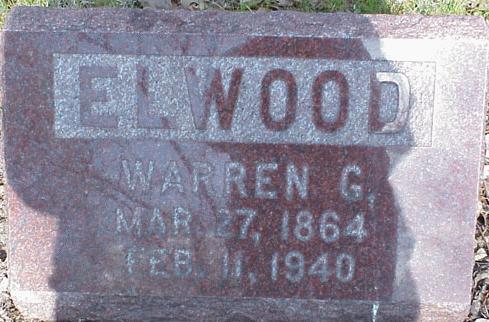 ELWOOD
WARREN G.
MAR. 27, 1864
FEB. 11, 1940